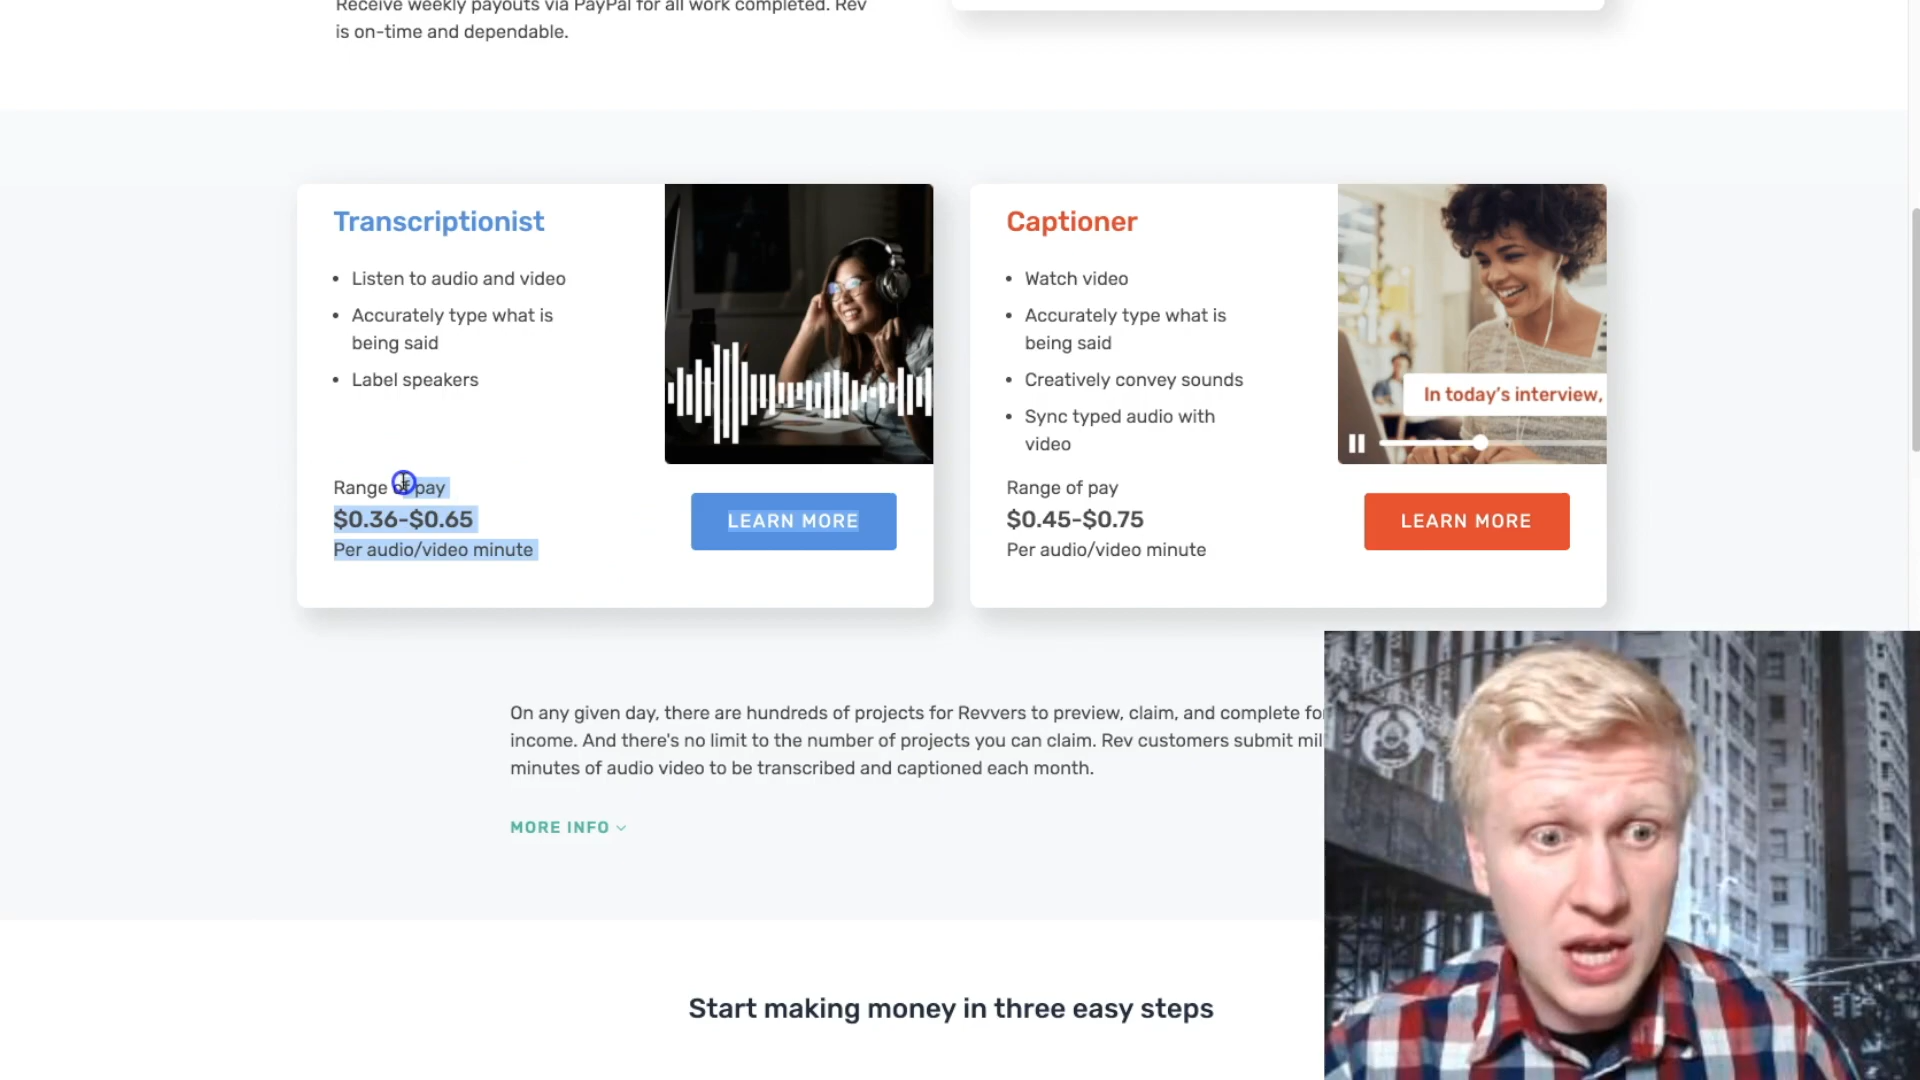 Receive weekly payouts via PayPal for all work completed. Rev
is on-time and dependable.
Transcriptionist
• Listen to audio and video
• Accurately type what is
being said
• Label speakers
Range of pay
$0.36-$0.65
Per audio/video minute
LEARN MORE
Captioner
• Watch video
• Accurately type what is
being said
• Creatively convey sounds
• Sync typed audio with
video
In today's interview,
Range of pay
$0.45-$0.75
Per audio/video minute
LEARN MORE
On any given day, there are hundreds of projects for Revvers to preview, claim, and complete for
income. And there's no limit to the number of projects you can claim. Rev customers submit
minutes of audio video to be transcribed and captioned each month.
MORE INFO
Start making money in three easy steps